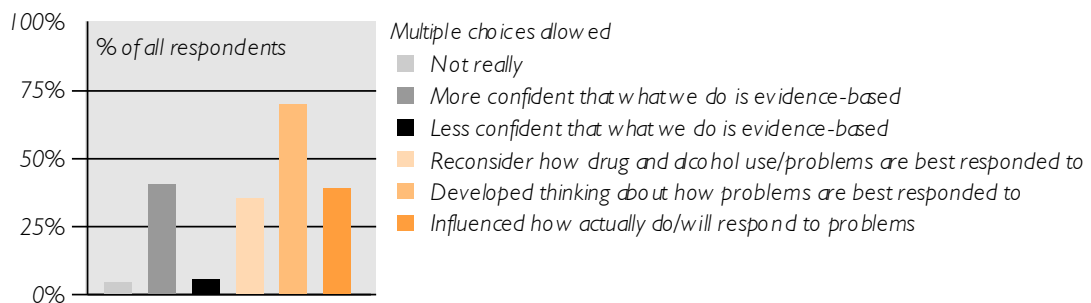 100%
75%
50%
25%
0%
% of all respondents
Multiple choices allowed
Not really
More confident that what we do is evidence-based
Less confident that what we do is evidence-based
Reconsider how drug and alcohol use/problems are best responded to
Developed thinking about how problems are best responded to
Influenced how actually do/will respond to problems